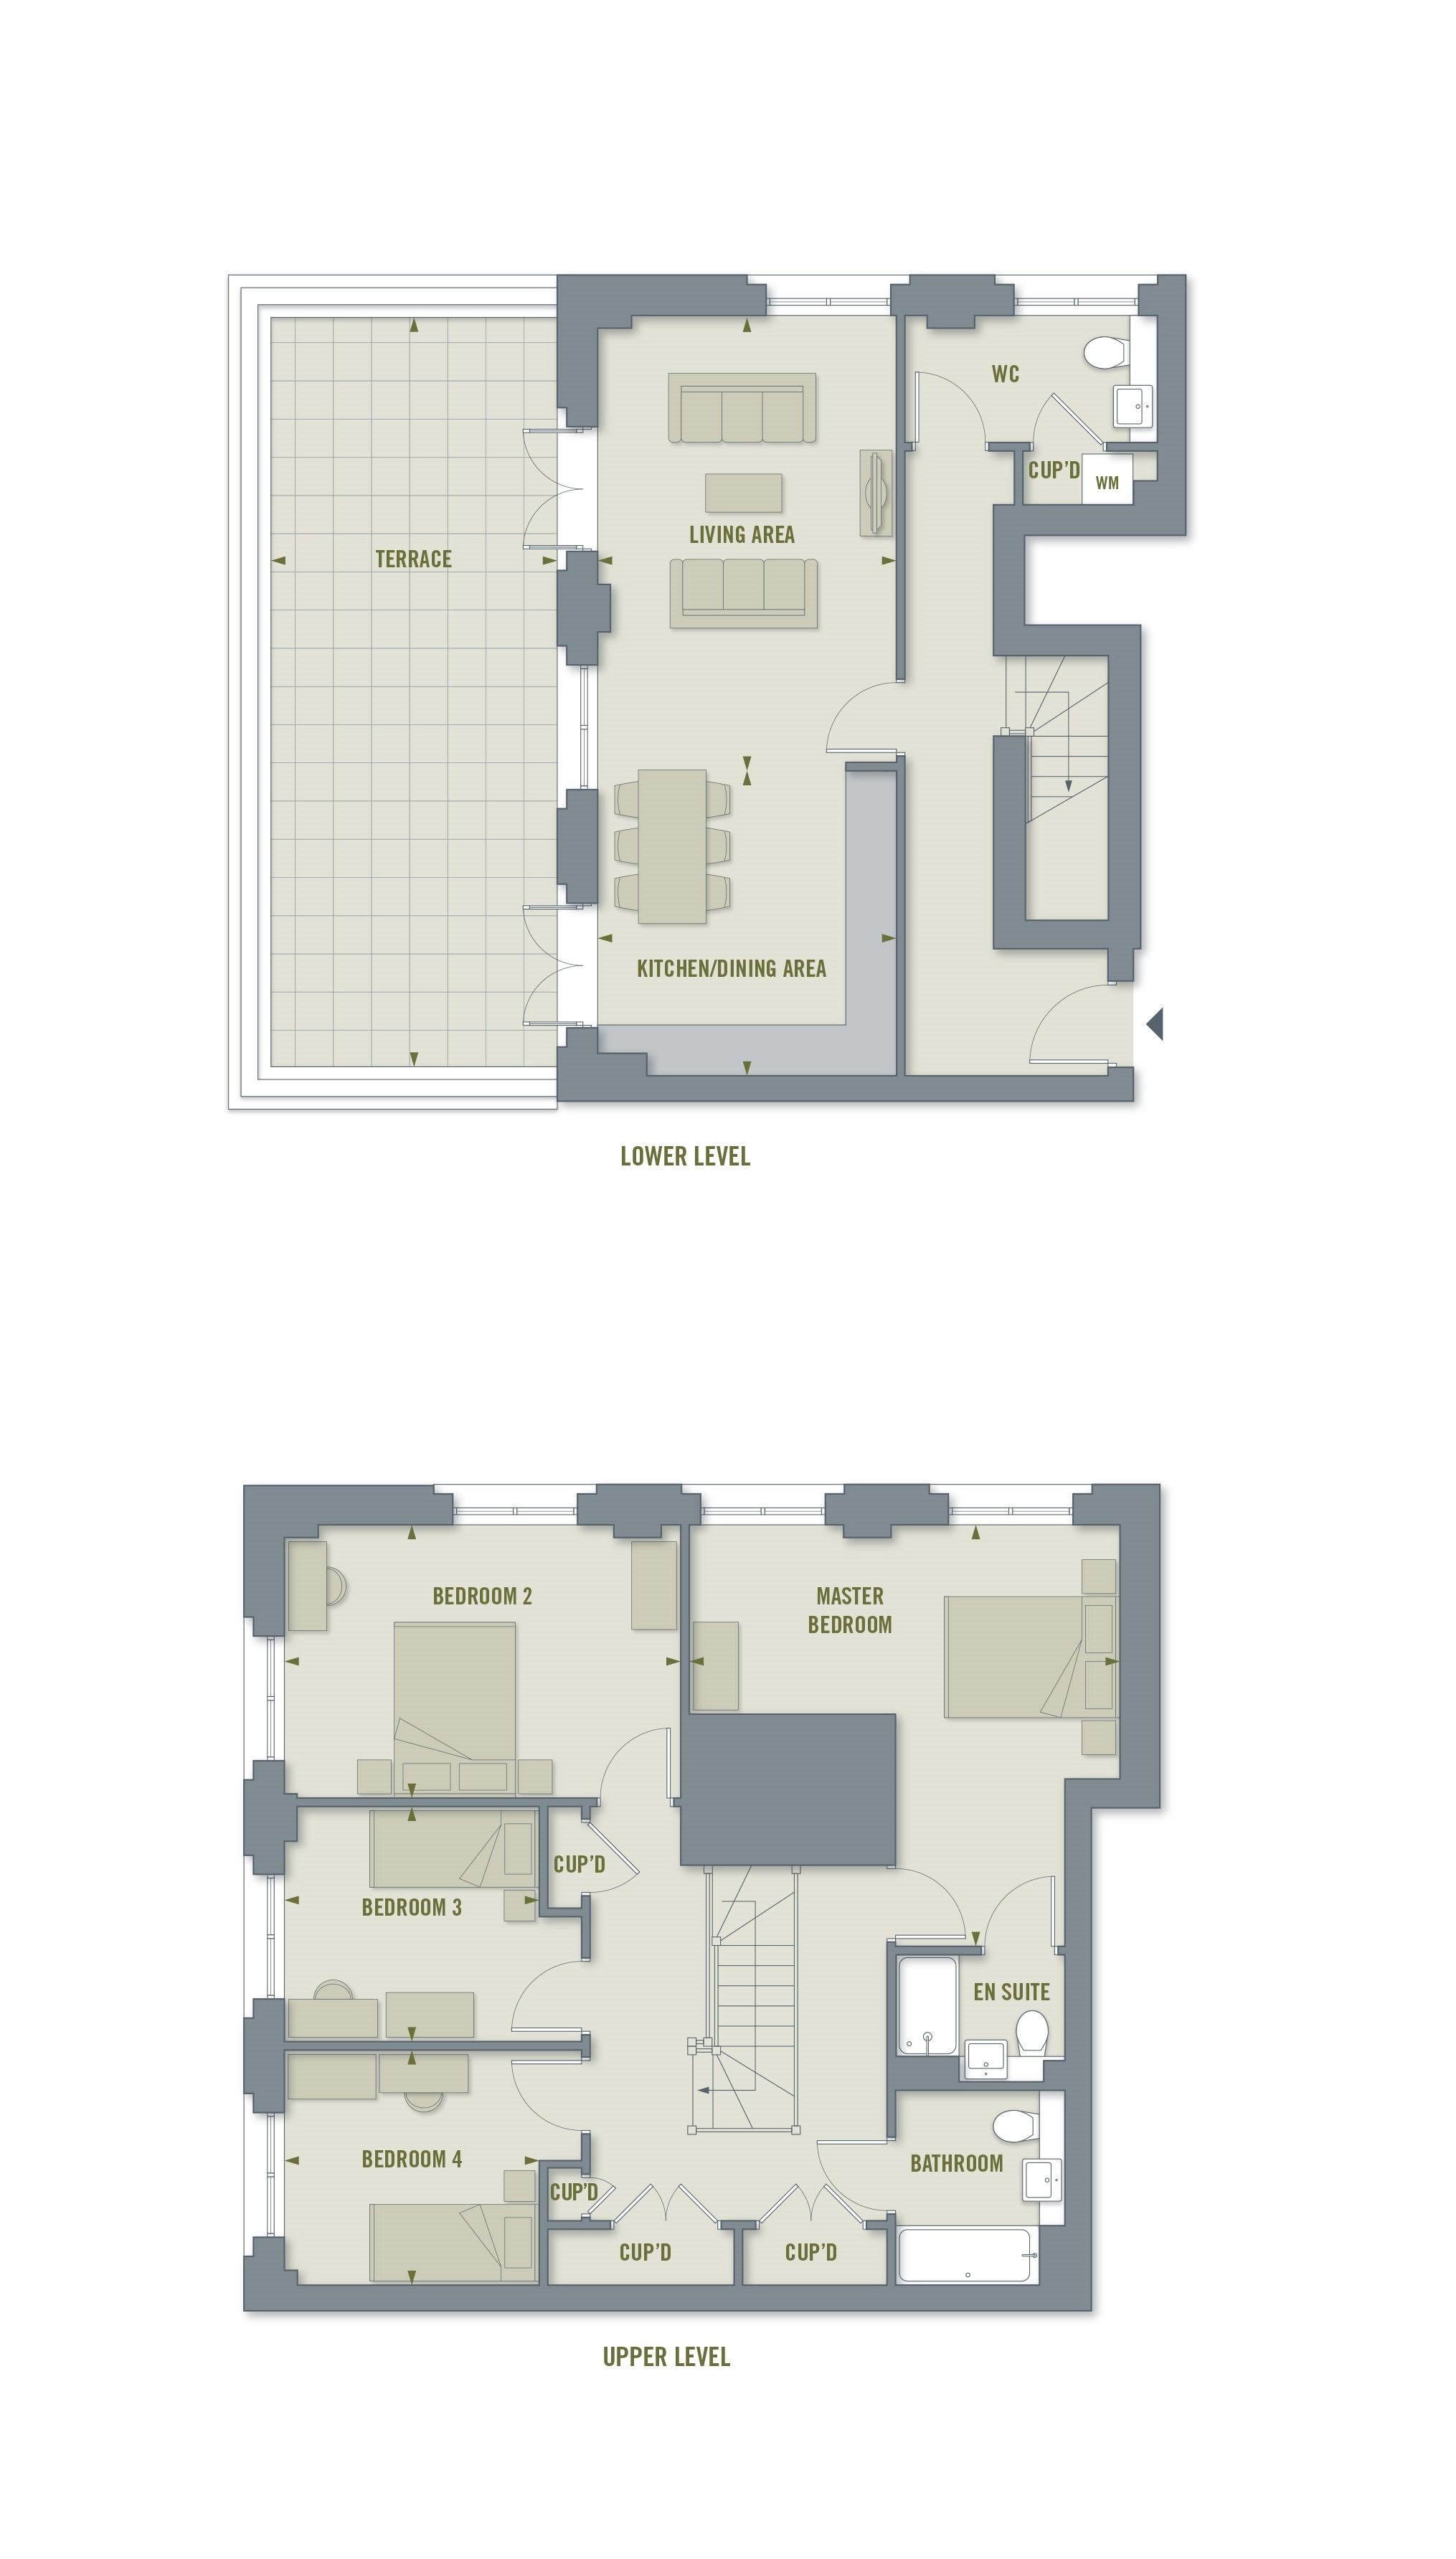 WC
CUP’D
WM
LIVING AREA
TERRACE
KITCHEN/DINING AREA
LOWER LEVEL
BEDROOM 2
MASTER
BEDROOM
CUP’D
BEDROOM 3
EN SUITE
BEDROOM 4
BATHROOM
CUP’D
CUP’D
CUP’D
UPPER LEVEL